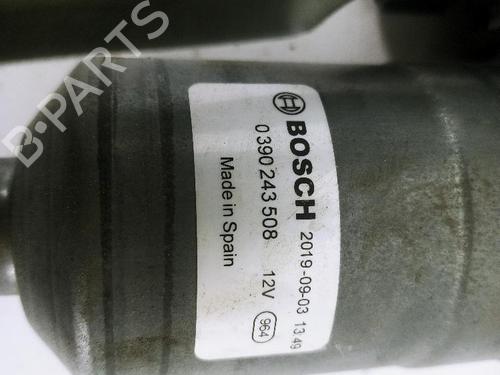 BOSCH 2019-09-03 13:49
0 390 243 508 12V
Made in Spain 964
B-PARTS